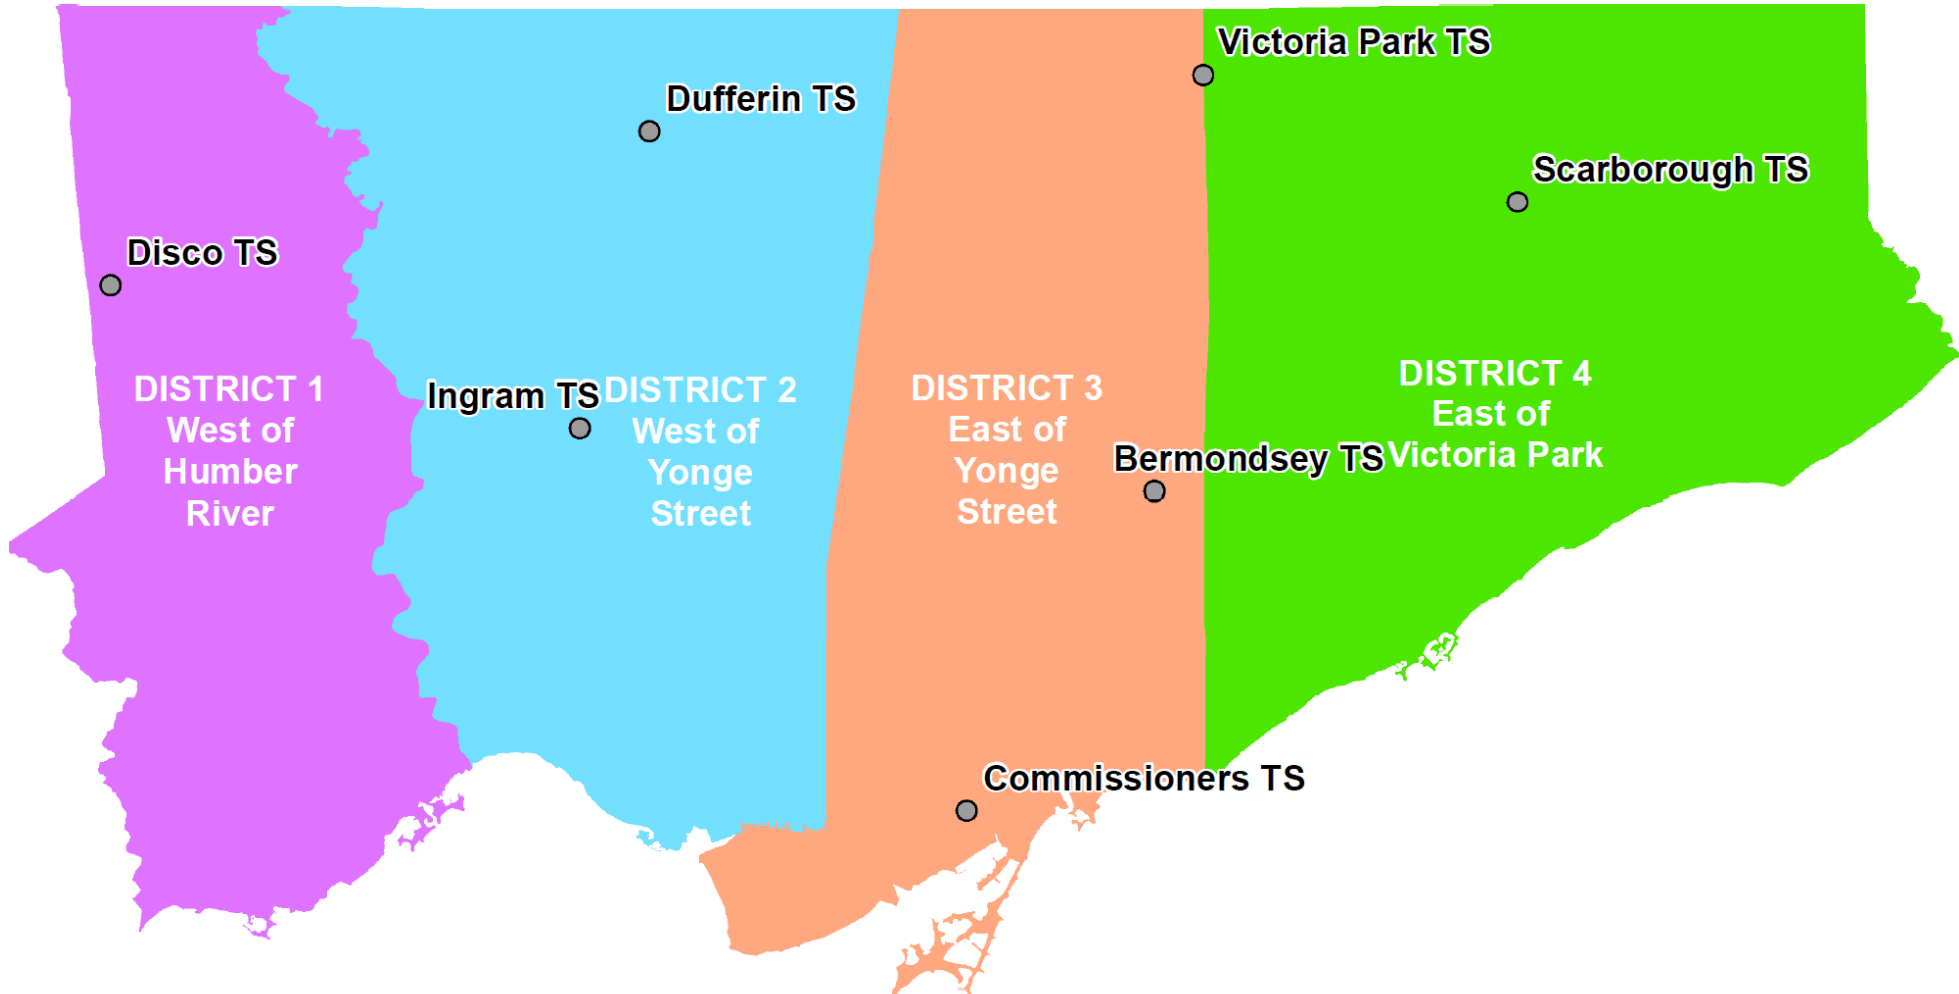 Victoria Park TS
Dufferin TS
Scarborough TS
Disco TS
DISTRICT 1
West of
Humber
River
Ingram TS
DISTRICT 2
West of
Yonge
Street
DISTRICT 3
East of
Yonge
Street
Bermondsey TS
DISTRICT 4
East of
Victoria Park
Commissioners TS